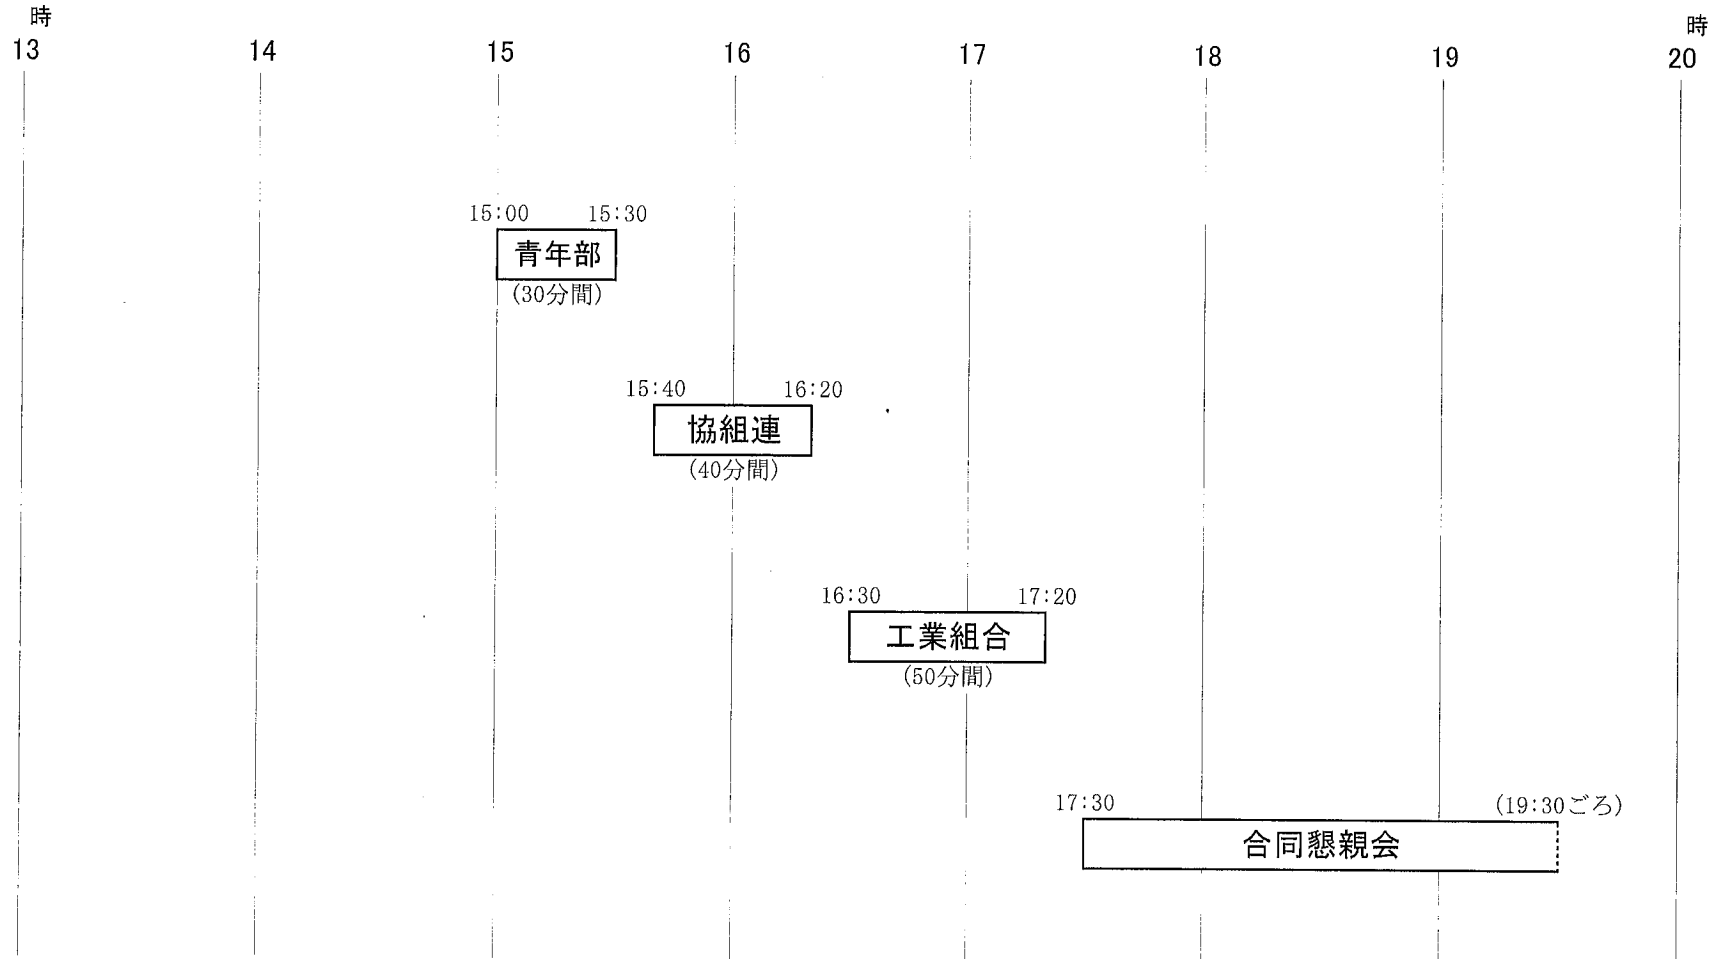 時 時
13 14 15 16 17 18 19 20
15:00 15:30
青年部
(30分間)
15:40 16:20
協組連
(40分間)
16:30 17:20
工業組合
(50分間)
17:30 (19:30ごろ)
合同懇親会